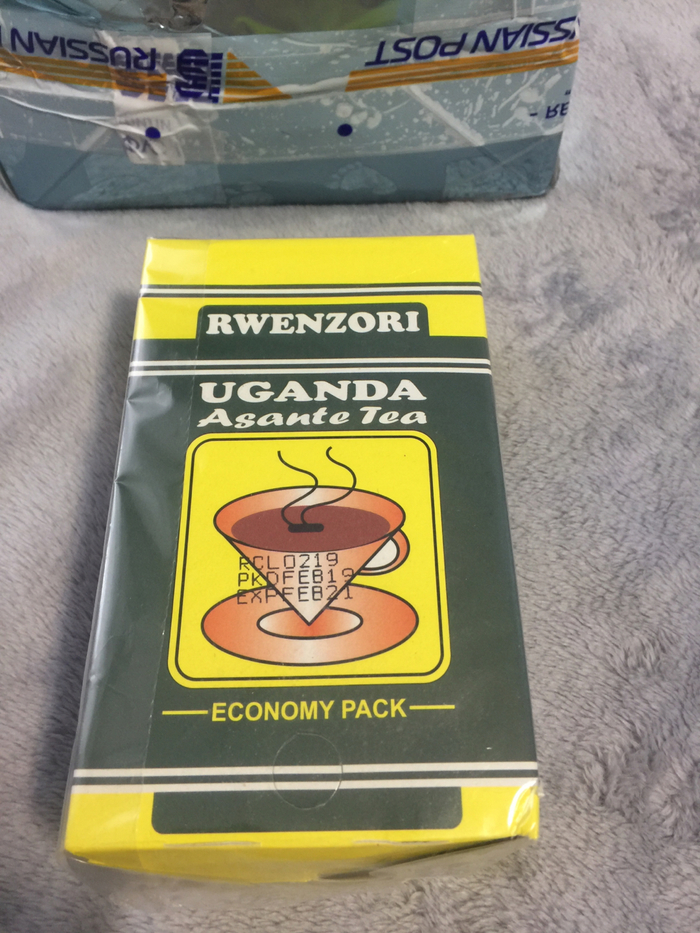 RUSSIAN
RUSSIAN POST
RWENZORI
UGANDA
Asante Tea
RCL0219
PKDFEB19
EXPFEB21
ECONOMY PACK